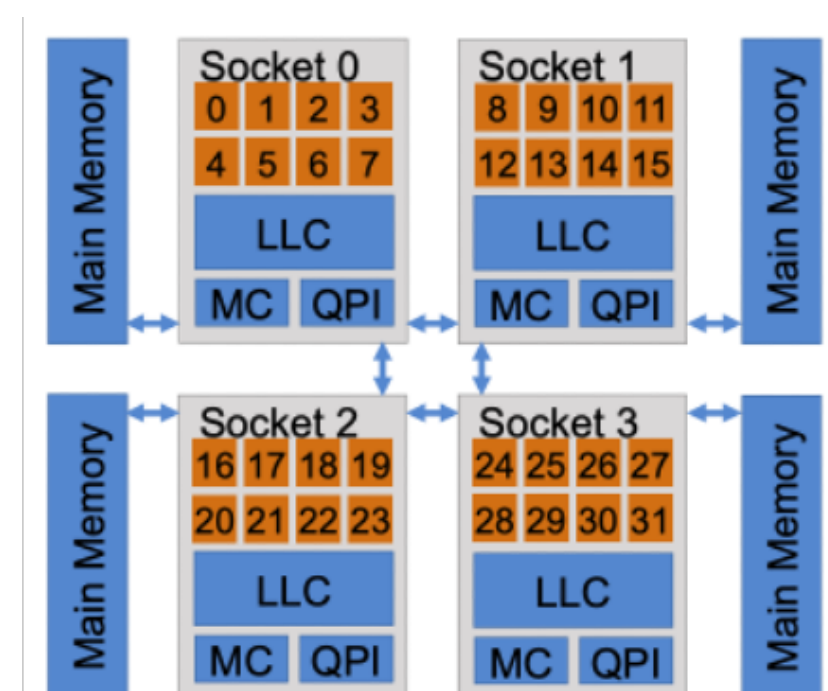 Main Memory
Socket 0
0 1 2 3
4 5 6 7
LLC
MC QPI
Socket 1
8 9 10 11
12 13 14 15
LLC
MC QPI
Main Memory
Main Memory
Socket 2
16 17 18 19
20 21 22 23
LLC
MC QPI
Socket 3
24 25 26 27
28 29 30 31
LLC
MC QPI
Main Memory